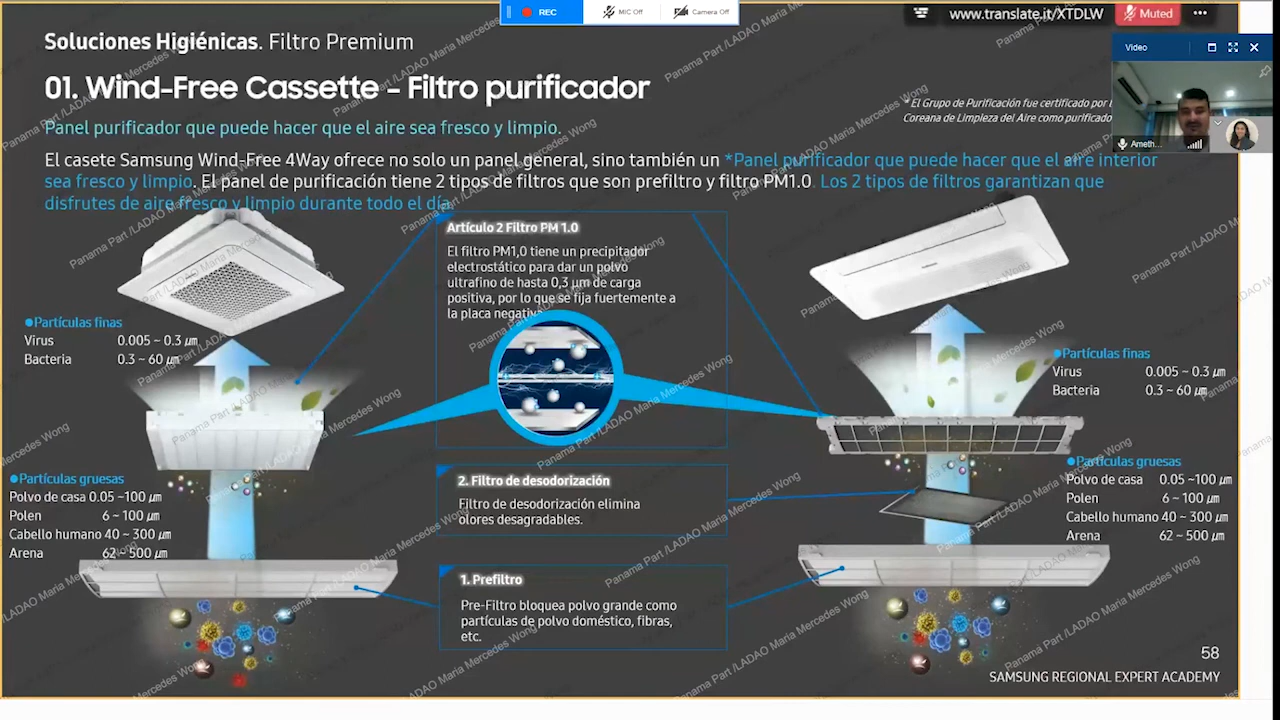 REC
MIC Off
Camera Off
www.translate.it/XTDLW
Muted
Video
Ameth...
Soluciones Higiénicas. Filtro Premium
01. Wind-Free Cassette - Filtro purificador
* El Grupo de Purificación fue certificado por
Coreana de Limpieza del Aire como purificado
Panel purificador que puede hacer que el aire sea fresco y limpio.
El casete Samsung Wind-Free 4Way ofrece no solo un panel general, sino también un *Panel purificador que puede hacer que el aire interior
sea fresco y limpio. El panel de purificación tiene 2 tipos de filtros que son prefiltro y filtro PM1.0. Los 2 tipos de filtros garantizan que
disfrutes de aire fresco y limpio durante todo el día.
Artículo 2 Filtro PM 1.0
El filtro PM1,0 tiene un precipitador
electrostático para dar un polvo
ultrafino de hasta 0,3 μm de carga
positiva, por lo que se fija fuertemente a
la placa negativa
●Partículas finas
Virus 0.005 ~ 0.3 μm
Bacteria 0.3 ~ 60 μm
●Partículas gruesas
Polvo de casa 0.05 ~100 μm
Polen 6 ~ 100 μm
Cabello humano 40 ~ 300 μm
Arena 62 ~ 500 μm
2. Filtro de desodorización
Filtro de desodorización elimina
olores desagradables.
1. Prefiltro
Pre-Filtro bloquea polvo grande como
partículas de polvo doméstico, fibras,
etc.
●Partículas finas
Virus 0.005 ~ 0.3 μm
Bacteria 0.3 ~ 60 μm
●Partículas gruesas
Polvo de casa 0.05 ~100 μm
Polen 6 ~ 100 μm
Cabello humano 40 ~ 300 μm
Arena 62 ~ 500 μm
58
SAMSUNG REGIONAL EXPERT ACADEMY
Panama Part /LADAO Maria Mercedes Wong